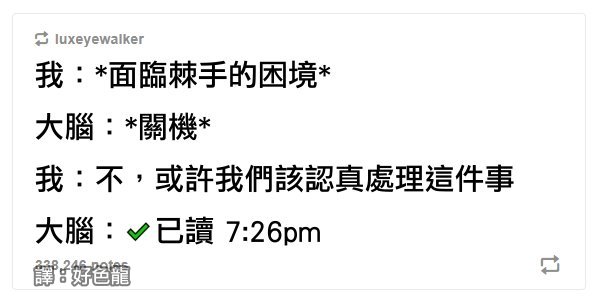 luxeyewalker
我：*面臨棘手的困境*
大腦：*關機*
我：不，或許我們該認真處理這件事
大腦：✔已讀 7:26pm
338,246 notes
譯：好色龍